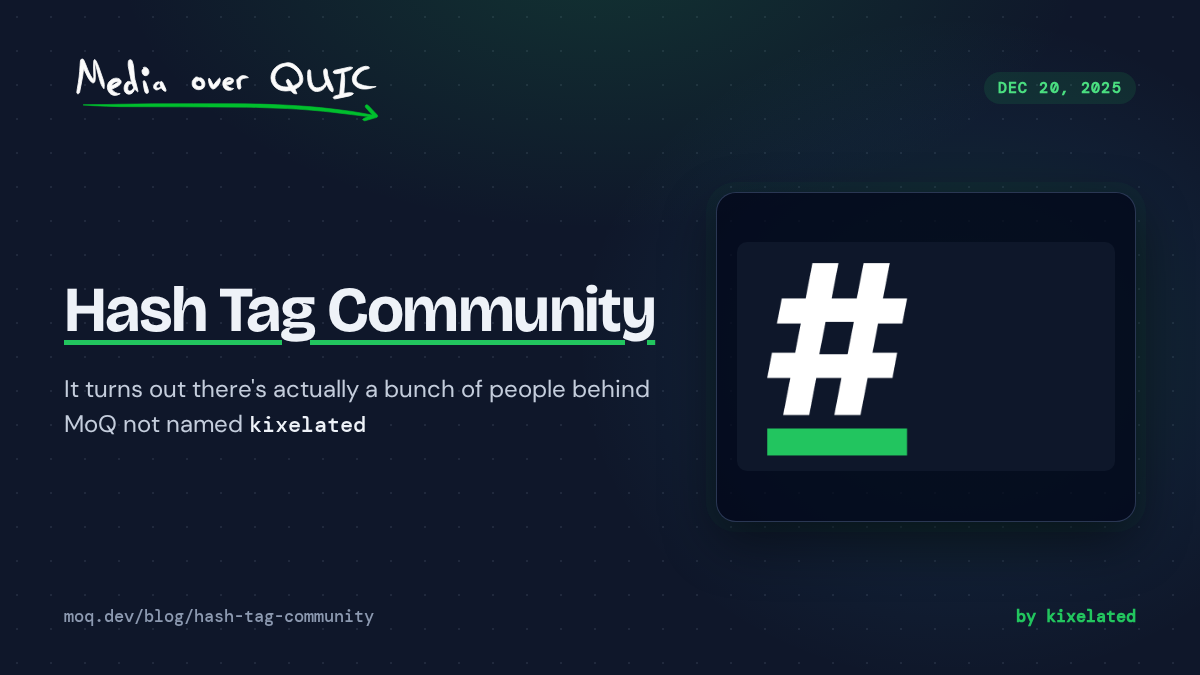 Media over QUIC
DEC 20, 2025
Hash Tag Community
It turns out there's actually a bunch of people behind
MoQ not named kixelated
#
moq.dev/blog/hash-tag-community
by kixelated